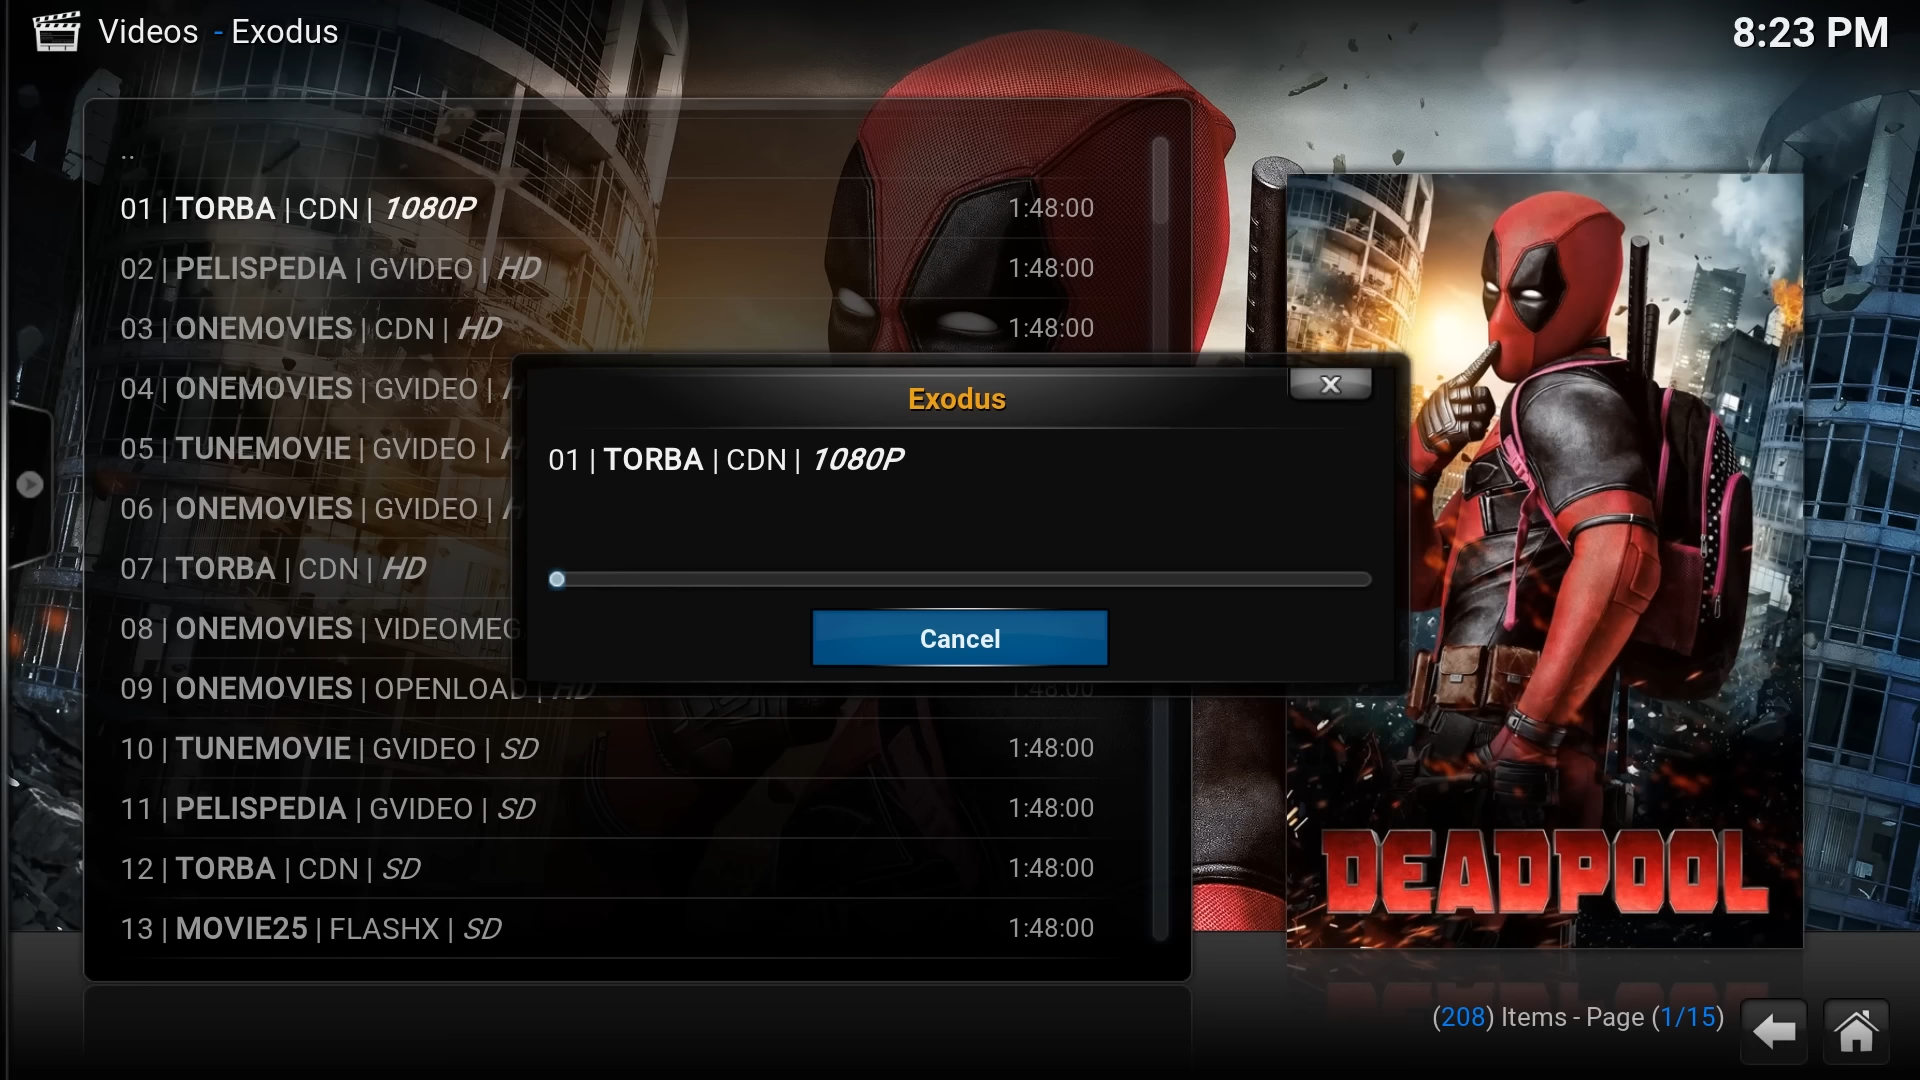 Videos - Exodus
8:23 PM
..
01 | TORBA | CDN | 1080P 1:48:00
02 | PELISPEDIA | GVIDEO | HD 1:48:00
03 | ONEMOVIES | CDN | HD 1:48:00
04 | ONEMOVIES | GVIDEO |
05 | TUNEMOVIE | GVIDEO |
06 | ONEMOVIES | GVIDEO |
07 | TORBA | CDN | HD
08 | ONEMOVIES |
09 | ONEMOVIES | OPENLOAD | HD 1:48:00
10 | TUNEMOVIE | GVIDEO | SD 1:48:00
11 | PELISPEDIA | GVIDEO | SD 1:48:00
12 | TORBA | CDN | SD 1:48:00
13 | MOVIE25 | FLASHX | SD 1:48:00
Exodus
X
01 | TORBA | CDN | 1080P
Cancel
DEADPOOL
(208) Items - Page (1/15)